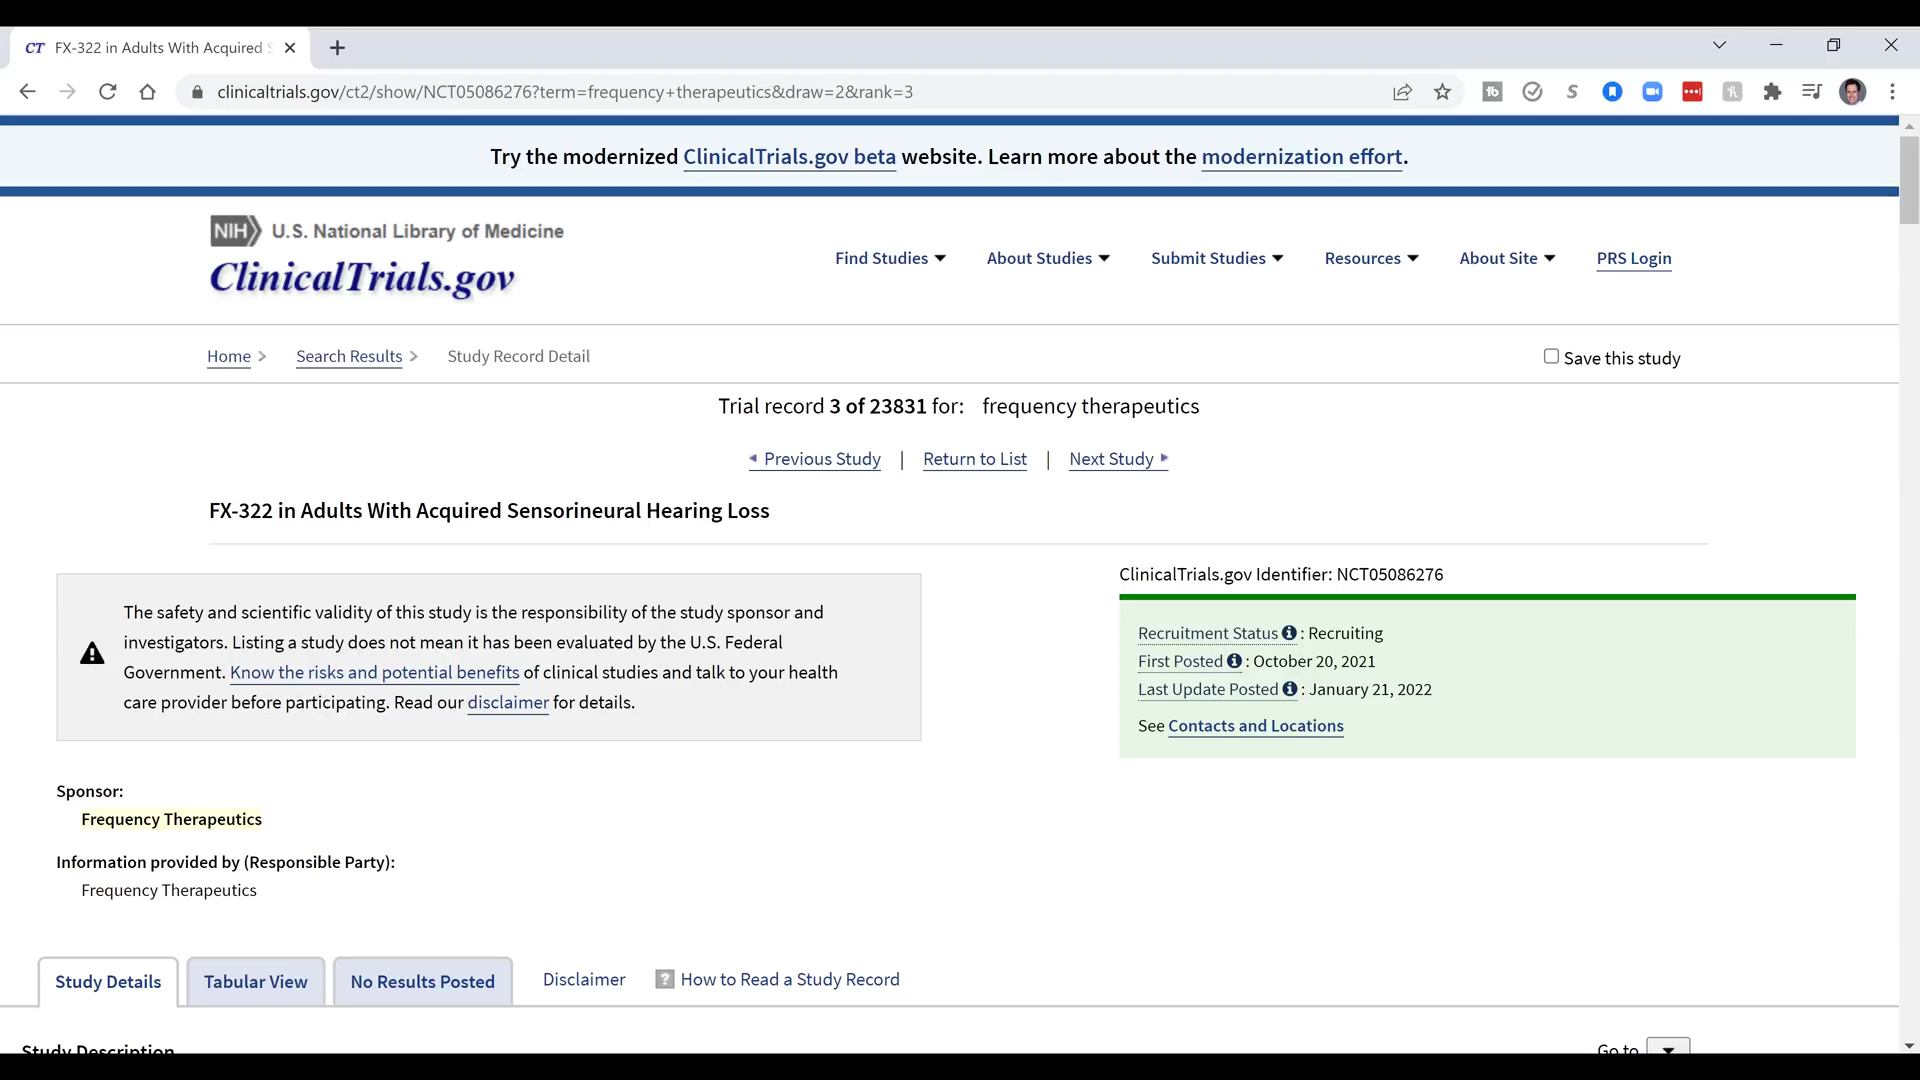 CT FX-322 in Adults With Acquired S
clinicaltrials.gov/ct2/show/NCT05086276?term=frequency+therapeutics&draw=2&rank=3
Try the modernized ClinicalTrials.gov beta website. Learn more about the modernization effort.
NIH U.S. National Library of Medicine
ClinicalTrials.gov
Find Studies About Studies Submit Studies Resources About Site PRS Login
Home > Search Results > Study Record Detail
Save this study
Trial record 3 of 23831 for: frequency therapeutics
Previous Study | Return to List | Next Study
FX-322 in Adults With Acquired Sensorineural Hearing Loss
The safety and scientific validity of this study is the responsibility of the study sponsor and
investigators. Listing a study does not mean it has been evaluated by the U.S. Federal
Government. Know the risks and potential benefits of clinical studies and talk to your health
care provider before participating. Read our disclaimer for details.
ClinicalTrials.gov Identifier: NCT05086276
Recruitment Status : Recruiting
First Posted : October 20, 2021
Last Update Posted : January 21, 2022
See Contacts and Locations
Sponsor:
Frequency Therapeutics
Information provided by (Responsible Party):
Frequency Therapeutics
Study Details Tabular View No Results Posted Disclaimer ? How to Read a Study Record
Study Description
Go to